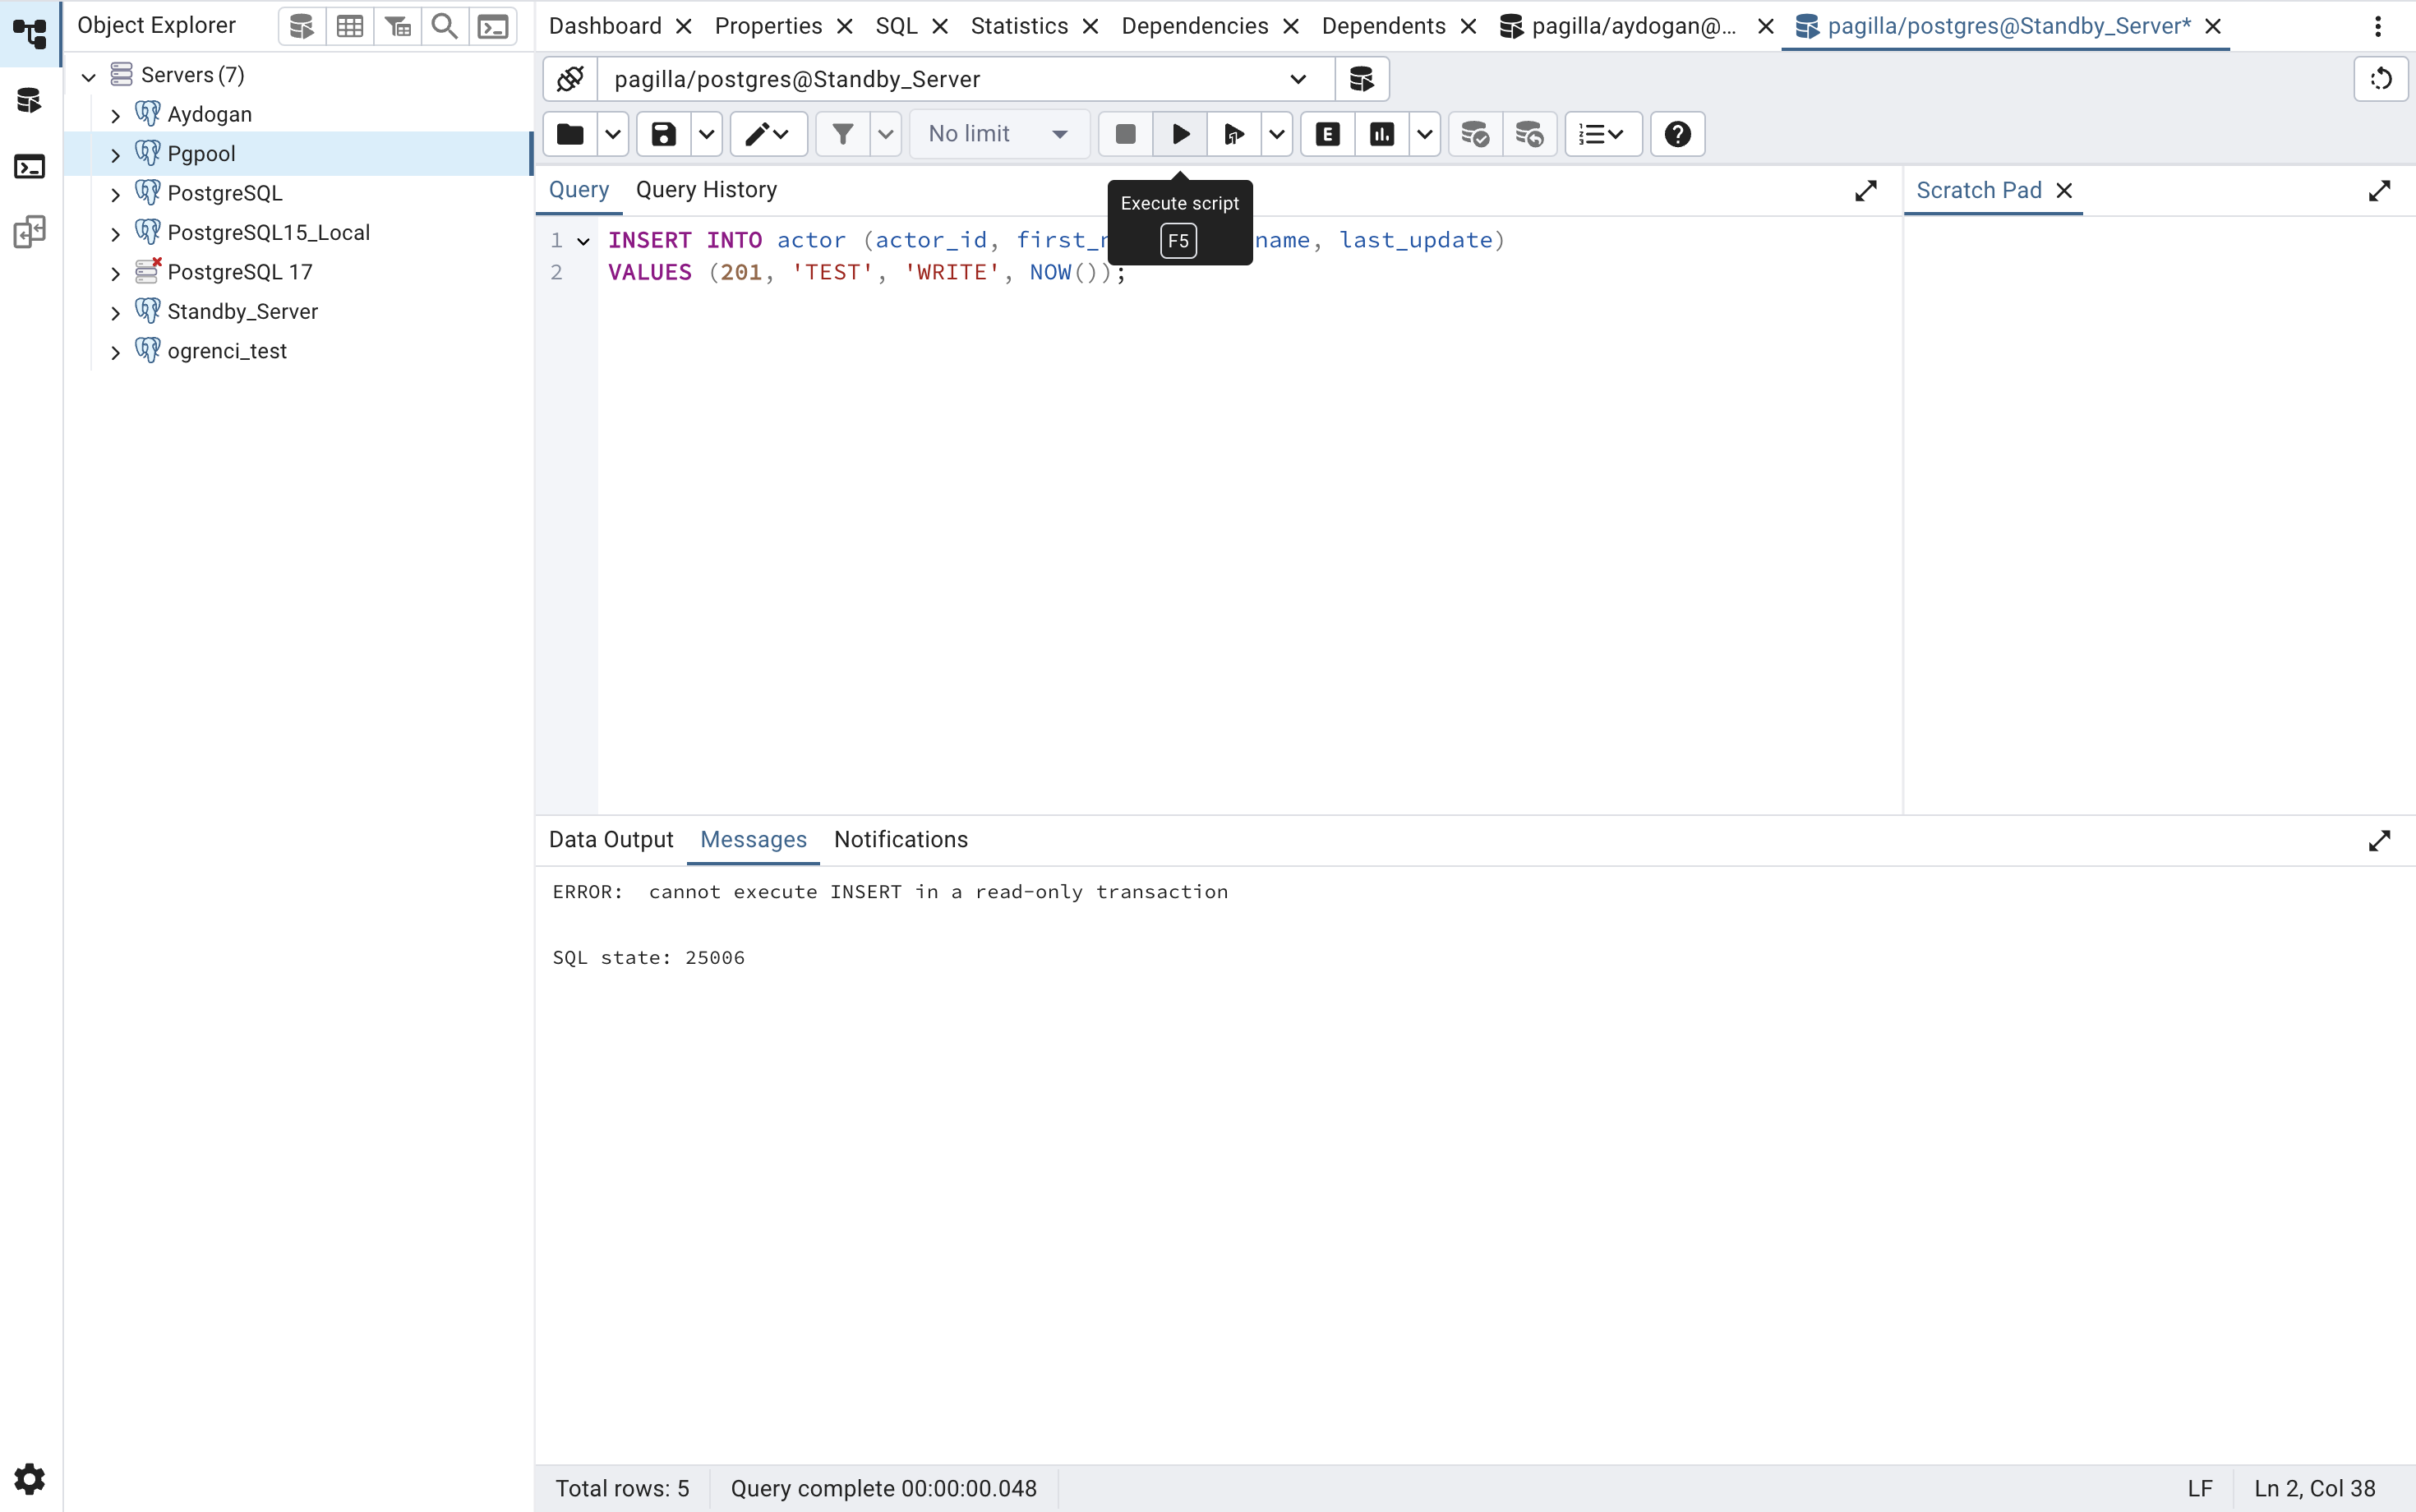 Object Explorer
Dashboard Properties SQL Statistics Dependencies Dependents pagilla/aydogan@... pagilla/postgres@Standby_Server*
Servers (7)
Aydogan
Pgpool
PostgreSQL
PostgreSQL15_Local
PostgreSQL 17
Standby_Server
ogrenci_test
pagilla/postgres@Standby_Server
No limit
E
Query Query History
Execute script
F5
Scratch Pad
1 INSERT INTO actor (actor_id, first_ name, last_update)
2 VALUES (201, 'TEST', 'WRITE', NOW());
Data Output Messages Notifications
ERROR: cannot execute INSERT in a read-only transaction
SQL state: 25006
Total rows: 5 Query complete 00:00:00.048 LF Ln 2, Col 38